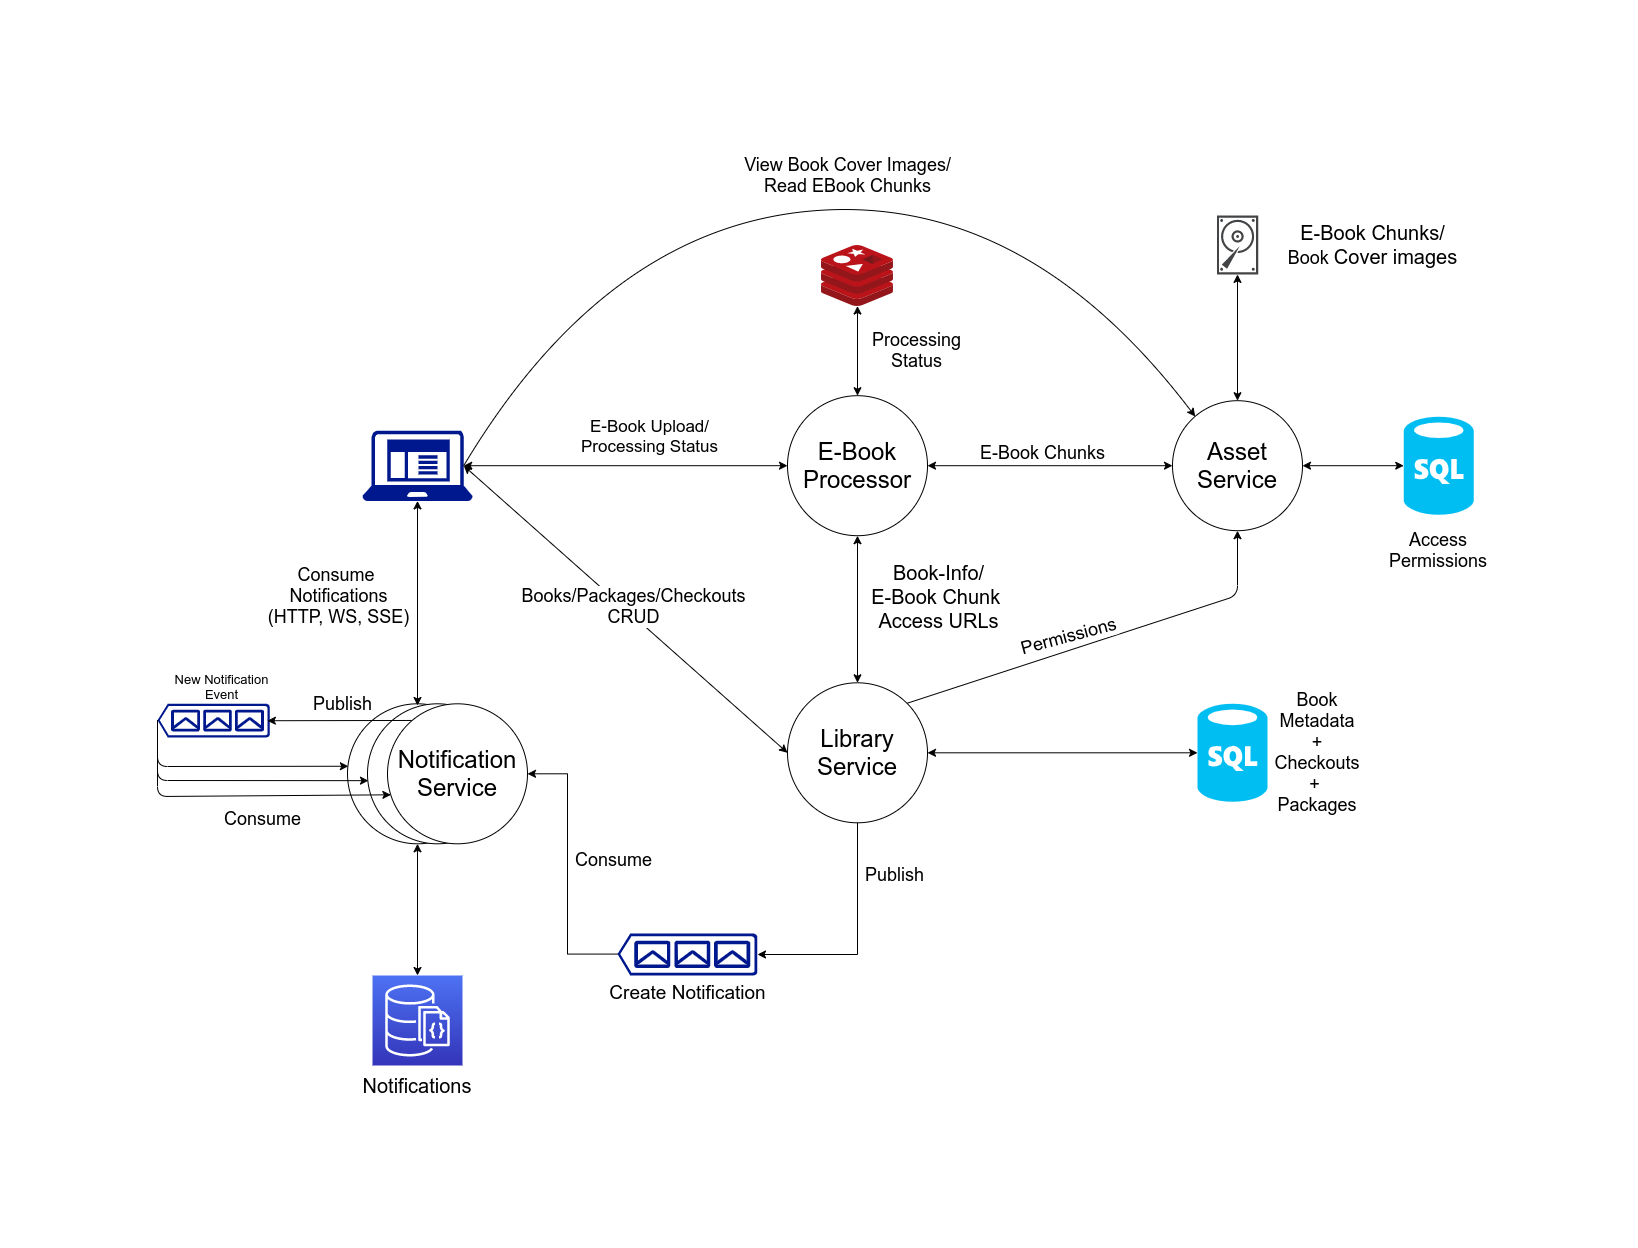 View Book Cover Images/
Read EBook Chunks
E-Book Chunks/
Book Cover images
Processing
Status
E-Book Upload/
Processing Status
E-Book
Processor
E-Book Chunks
Asset
Service
SQL
Access
Permissions
Consume
Notifications
(HTTP, WS, SSE)
Books/Packages/Checkouts
CRUD
Book-Info/
E-Book Chunk
Access URLs
Permissions
New Notification
Event
Publish
Notification
Service
Consume
Library
Service
SQL
Book
Metadata
+
Checkouts
+
Packages
Consume
Publish
Create Notification
{}
Notifications